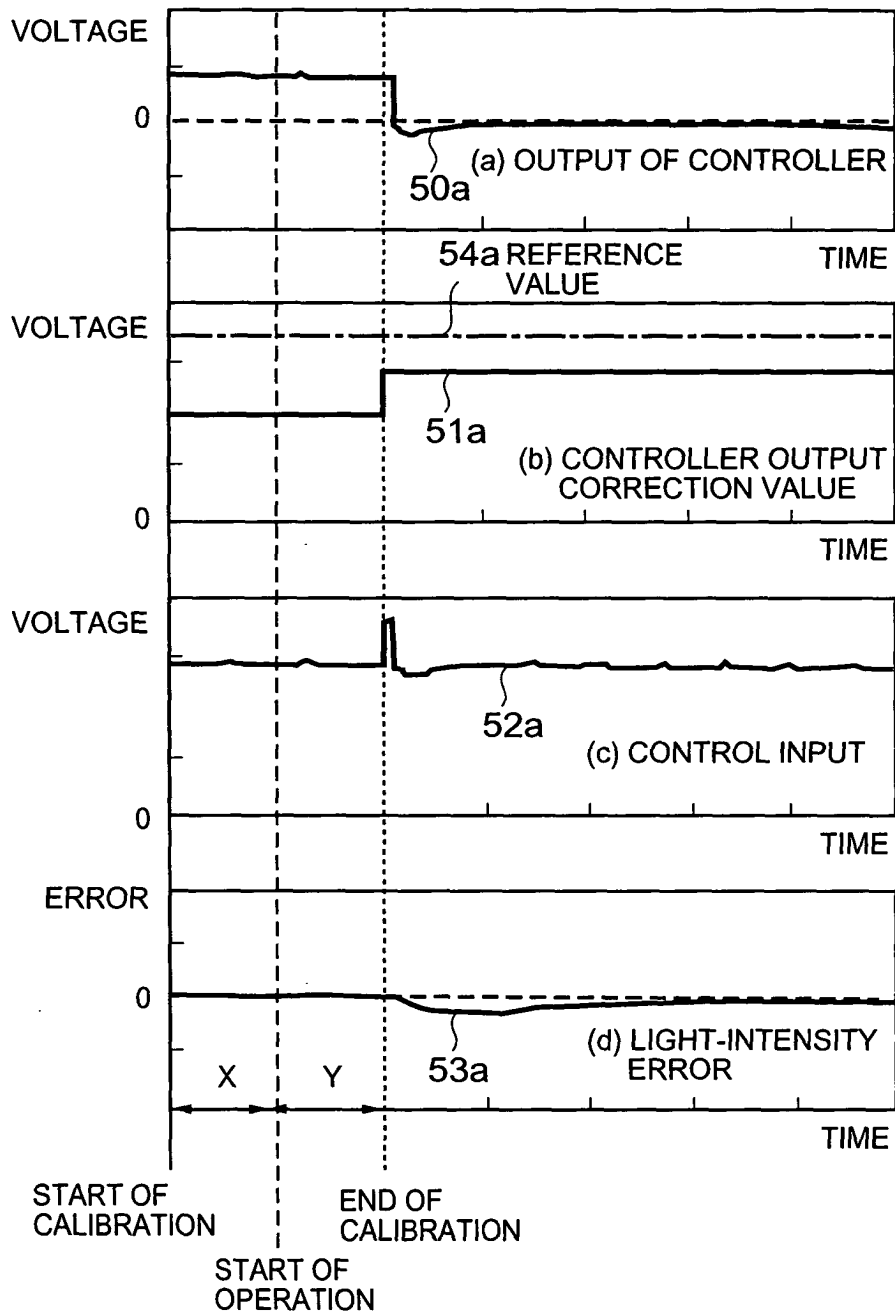 VOLTAGE
0
(a) OUTPUT OF CONTROLLER
50a
TIME
54a REFERENCE
VALUE
VOLTAGE
51a
(b) CONTROLLER OUTPUT
CORRECTION VALUE
0
TIME
VOLTAGE
52a
(c) CONTROL INPUT
0
TIME
ERROR
0
(d) LIGHT-INTENSITY
ERROR
53a
X
Y
TIME
START OF
CALIBRATION
END OF
CALIBRATION
START OF
OPERATION